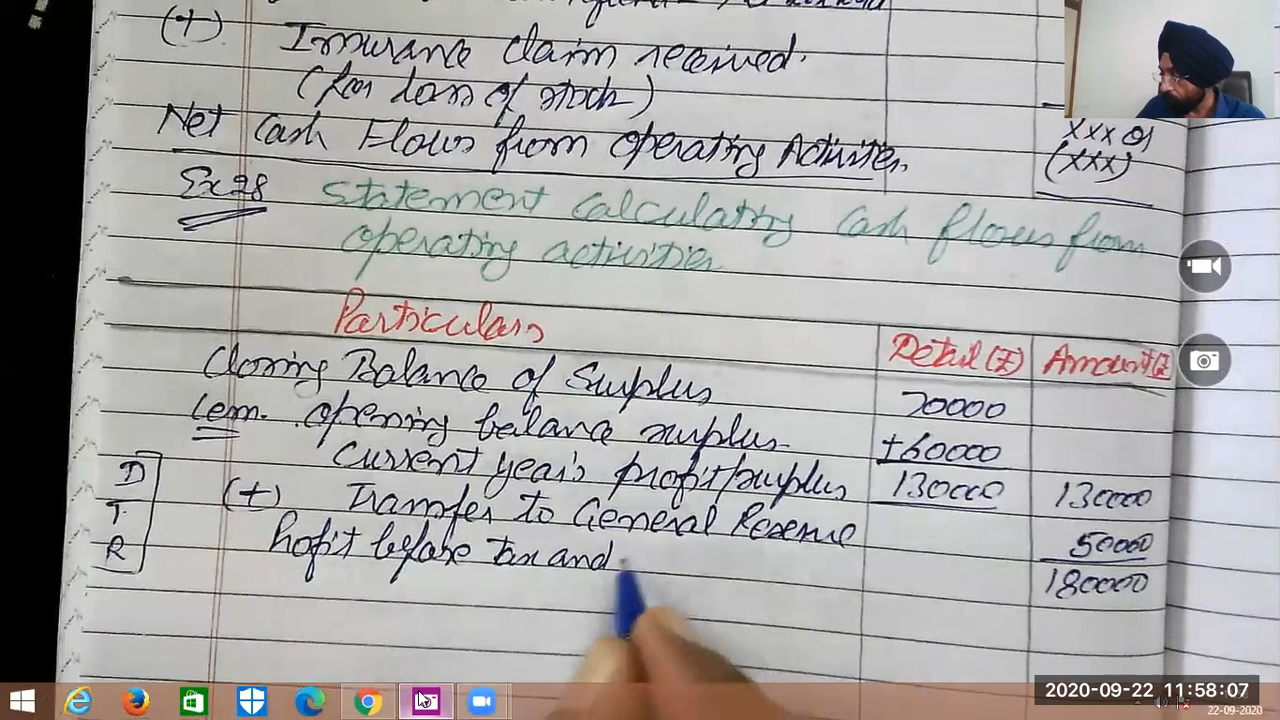 (+) Insurance claim received.
(for loss of stock)
Net Cash Flows from Operating Activities.
XXX or
(XXX)
Ex 28 Statement calculating cash flows from
operating activities
Particulars Detail (₹) Amount (₹
Closing Balance of Surplus 70000
Less. opening balance surplus. +60000
Current year's profit/surplus 130000 130000
(+) Transfer to General Reserve 50000
Profit before Tax and 180000
D
T
R
2020-09-22 11:58:07
22-09-2020